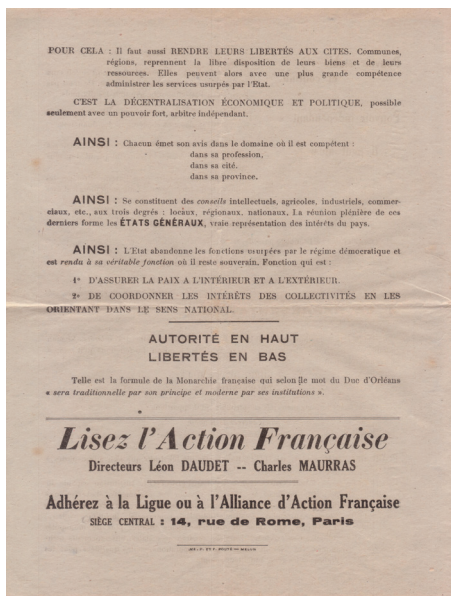 POUR CELA : Il faut aussi RENDRE LEURS LIBERTÉS AUX CITES. Communes,
régions, reprennent la libre disposition de leurs biens et de leurs
ressources. Elles peuvent alors avec une plus grande compétence
administrer les services usurpés par l'Etat.
C'EST LA DÉCENTRALISATION ÉCONOMIQUE ET POLITIQUE, possible
seulement avec un pouvoir fort, arbitre indépendant.
AINSI : Chacun émet son avis dans le domaine où il est compétent :
dans sa profession,
dans sa cité,
dans sa province.
AINSI : Se constituent des conseils intellectuels, agricoles, industriels, commer-
ciaux, etc., aux trois degrés : locaux, régionaux, nationaux. La réunion plénière de ces
derniers forme les ÉTATS GÉNÉRAUX, vraie représentation des intérêts du pays.
AINSI : L'Etat abandonne les fonctions usurpées par le régime démocratique et
est rendu à sa véritable fonction où il reste souverain. Fonction qui est :
1° D'ASSURER LA PAIX A L'INTÉRIEUR ET A L'EXTÉRIEUR.
2° DE COORDONNER LES INTÉRÊTS DES COLLECTIVITÉS EN LES
ORIENTANT DANS LE SENS NATIONAL.
AUTORITÉ EN HAUT
LIBERTÉS EN BAS
Telle est la formule de la Monarchie française qui selon le mot du Duc d'Orléans
« sera traditionnelle par son principe et moderne par ses institutions ».
Lisez l'Action Française
Directeurs Léon DAUDET -- Charles MAURRAS
Adhérez à la Ligue ou à l'Alliance d'Action Française
SIÈGE CENTRAL : 14, rue de Rome, Paris